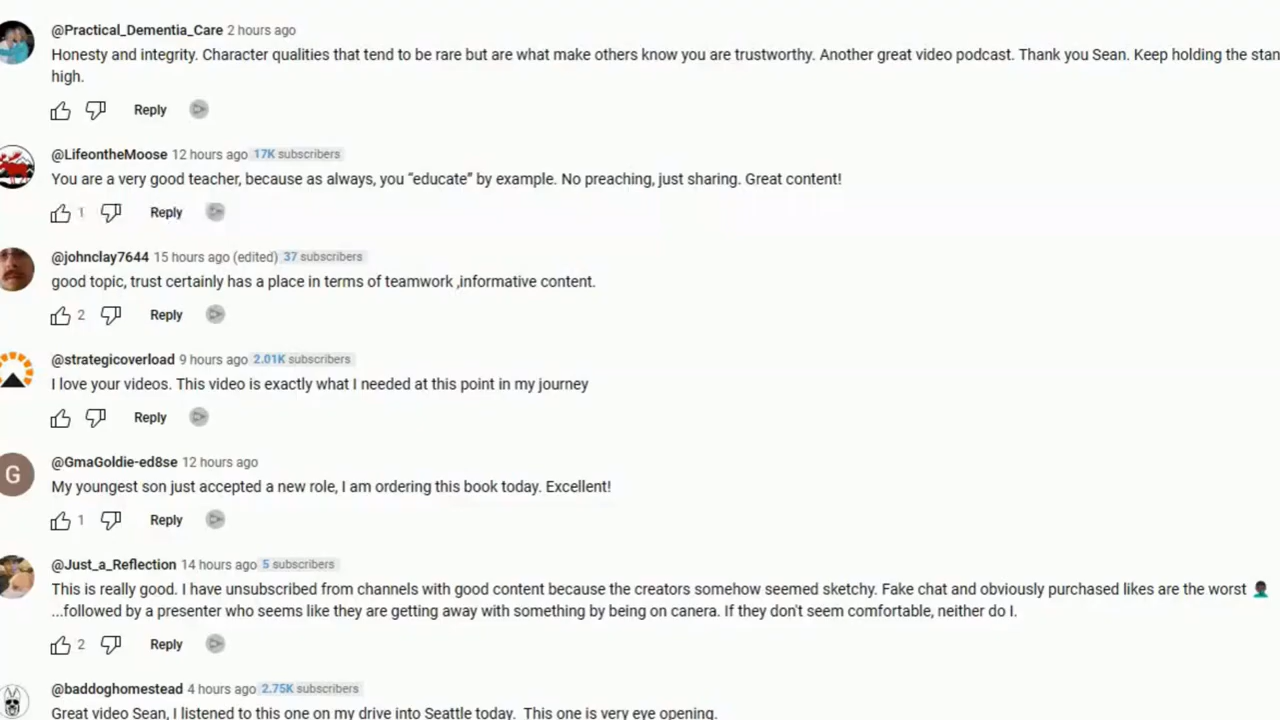 @Practical_Dementia_Care 2 hours ago
Honesty and integrity. Character qualities that tend to be rare but are what make others know you are trustworthy. Another great video podcast. Thank you Sean. Keep holding the stan
high.
Reply
@LifeontheMoose 12 hours ago 17K subscribers
You are a very good teacher, because as always, you “educate” by example. No preaching, just sharing. Great content!
1 Reply
@johnclay7644 15 hours ago (edited) 37 subscribers
good topic, trust certainly has a place in terms of teamwork ,informative content.
2 Reply
@strategicoverload 9 hours ago 2.01K subscribers
I love your videos. This video is exactly what I needed at this point in my journey
Reply
G
@GmaGoldie-ed8se 12 hours ago
My youngest son just accepted a new role, I am ordering this book today. Excellent!
1 Reply
@Just_a_Reflection 14 hours ago 5 subscribers
This is really good. I have unsubscribed from channels with good content because the creators somehow seemed sketchy. Fake chat and obviously purchased likes are the worst
...followed by a presenter who seems like they are getting away with something by being on canera. If they don't seem comfortable, neither do I.
2 Reply
@baddoghomestead 4 hours ago 2.75K subscribers
Great video Sean, I listened to this one on my drive into Seattle today. This one is very eye opening.